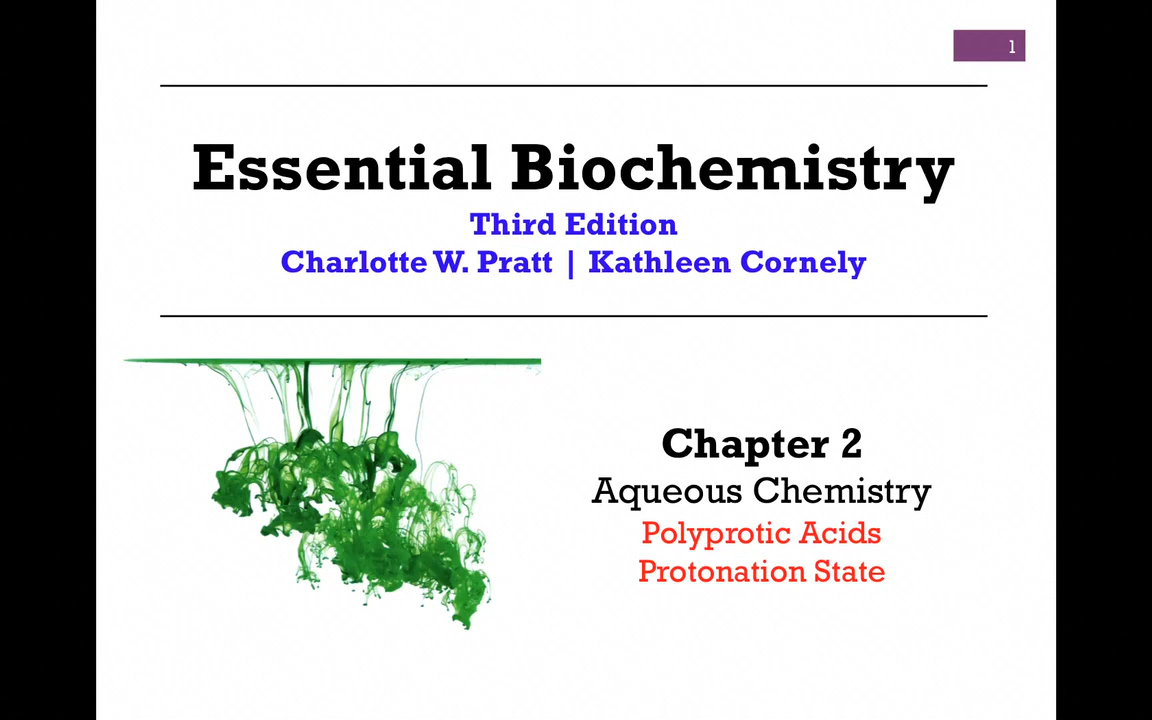 1
Essential Biochemistry
Third Edition
Charlotte W. Pratt | Kathleen Cornely
Chapter 2
Aqueous Chemistry
Polyprotic Acids
Protonation State